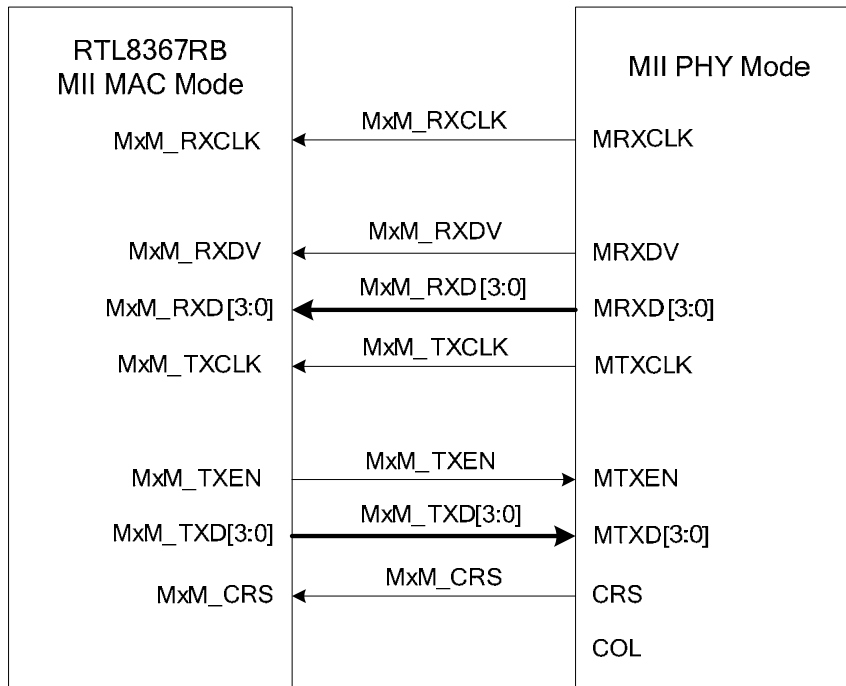 RTL8367RB
MII MAC Mode
MII PHY Mode
MxM_RXCLK
MxM_RXCLK
MRXCLK
MxM_RXDV
MxM_RXDV
MRXDV
MxM_RXD[3:0]
MxM_RXD[3:0]
MRXD[3:0]
MxM_TXCLK
MxM_TXCLK
MTXCLK
MxM_TXEN
MxM_TXEN
MTXEN
MxM_TXD[3:0]
MxM_TXD[3:0]
MTXD[3:0]
MxM_CRS
MxM_CRS
CRS
COL